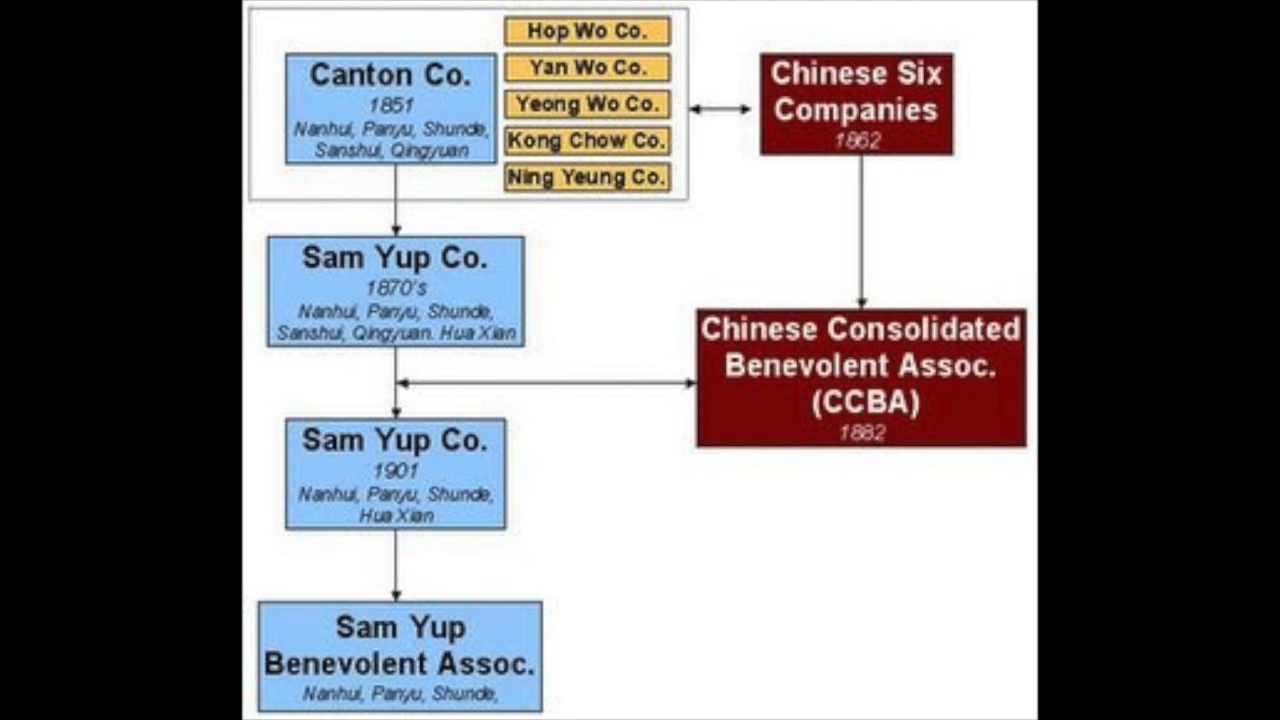 Canton Co.
1851
Nanhui, Panyu, Shunde,
Sanshui, Qingyuan
Hop Wo Co.
Yan Wo Co.
Yeong Wo Co.
Kong Chow Co.
Ning Yeung Co.
Chinese Six
Companies
1862
Sam Yup Co.
1870's
Nanhui, Panyu, Shunde,
Sanshui, Qingyuan. Hua Xian
Chinese Consolidated
Benevolent Assoc.
(CCBA)
1882
Sam Yup Co.
1901
Nanhui, Panyu, Shunde,
Hua Xian
Sam Yup
Benevolent Assoc.
Nanhui, Panyu, Shunde,